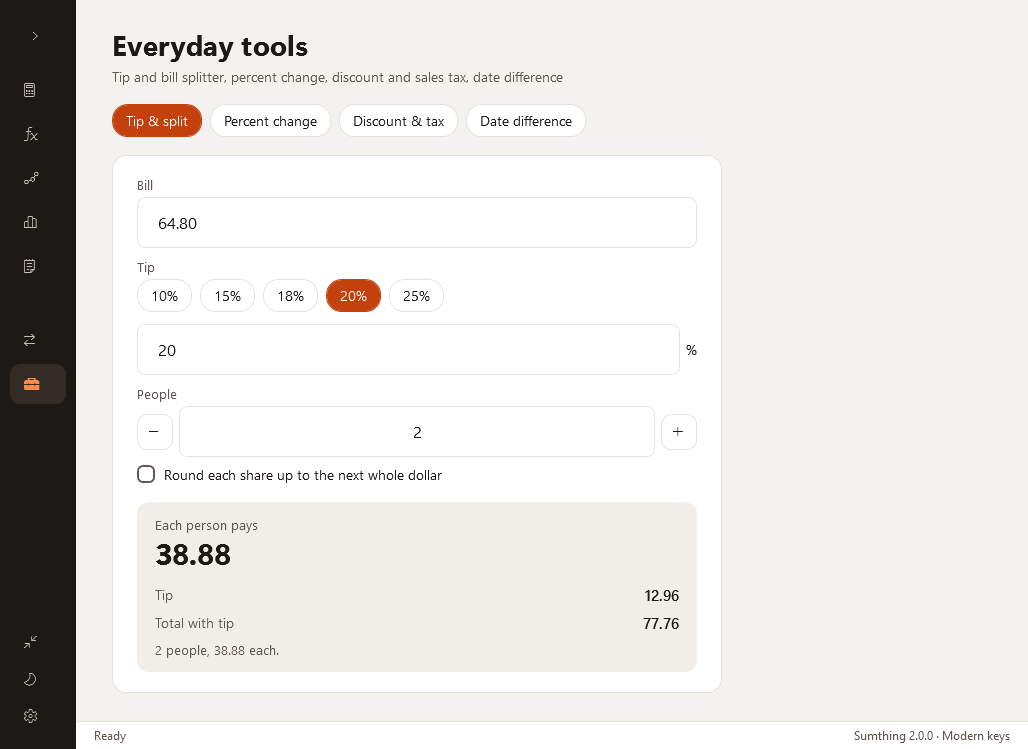 Everyday tools
Tip and bill splitter, percent change, discount and sales tax, date difference
Tip & split
Percent change
Discount & tax
Date difference
Bill
64.80
Tip
10%
15%
18%
20%
25%
20
%
People
−
2
+
Round each share up to the next whole dollar
Each person pays
38.88
Tip
12.96
Total with tip
77.76
2 people, 38.88 each.
Ready
Sumthing 2.0.0 · Modern keys